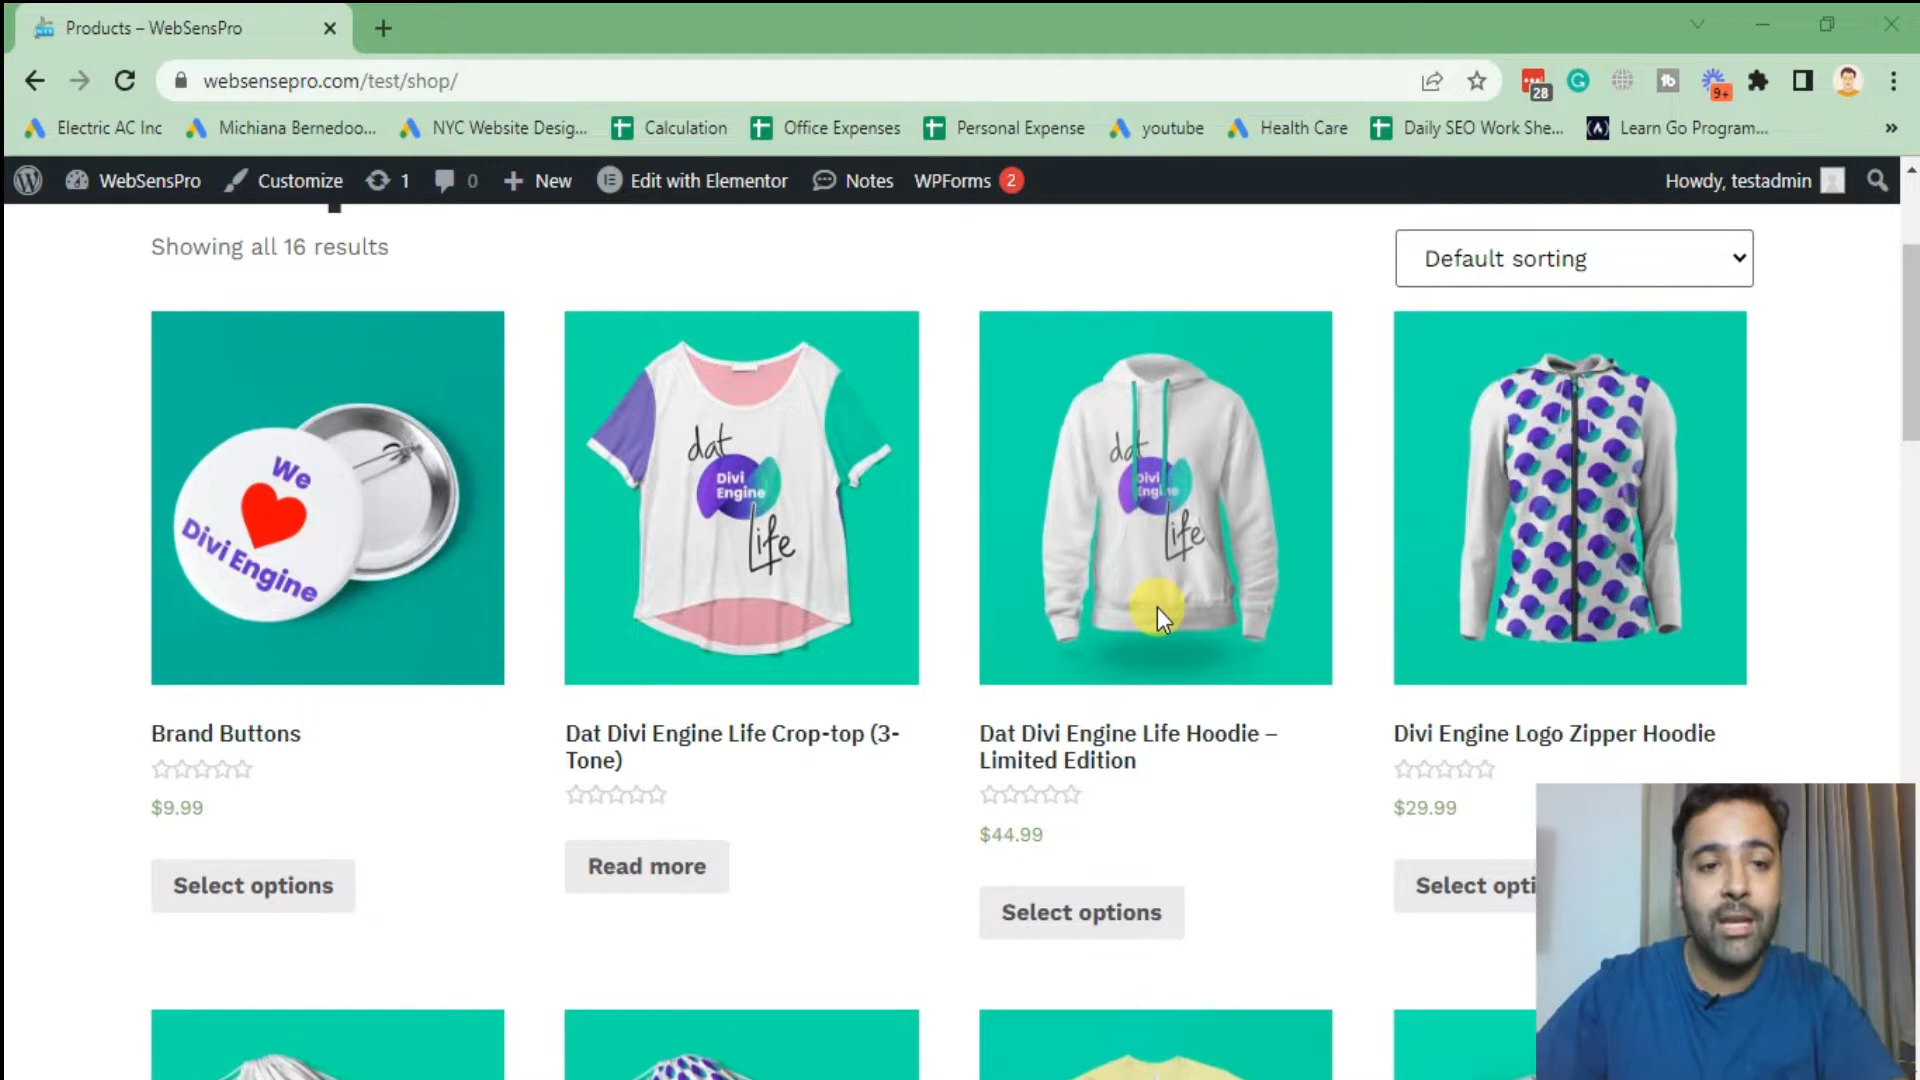 Products – WebSensPro
websensepro.com/test/shop/
28
9+
Electric AC Inc
Michiana Bernedoo...
NYC Website Desig...
Calculation
Office Expenses
Personal Expense
youtube
Health Care
Daily SEO Work She...
Learn Go Program...
»
WebSensPro
Customize
1
0
New
Edit with Elementor
Notes
WPForms 2
Howdy, testadmin
Showing all 16 results
Default sorting
We
Divi Engine
dat
Divi
Engine
Life
dat
Divi
Engine
Life
Brand Buttons
$9.99
Select options
Dat Divi Engine Life Crop-top (3-
Tone)
Read more
Dat Divi Engine Life Hoodie –
Limited Edition
$44.99
Select options
Divi Engine Logo Zipper Hoodie
$29.99
Select opti